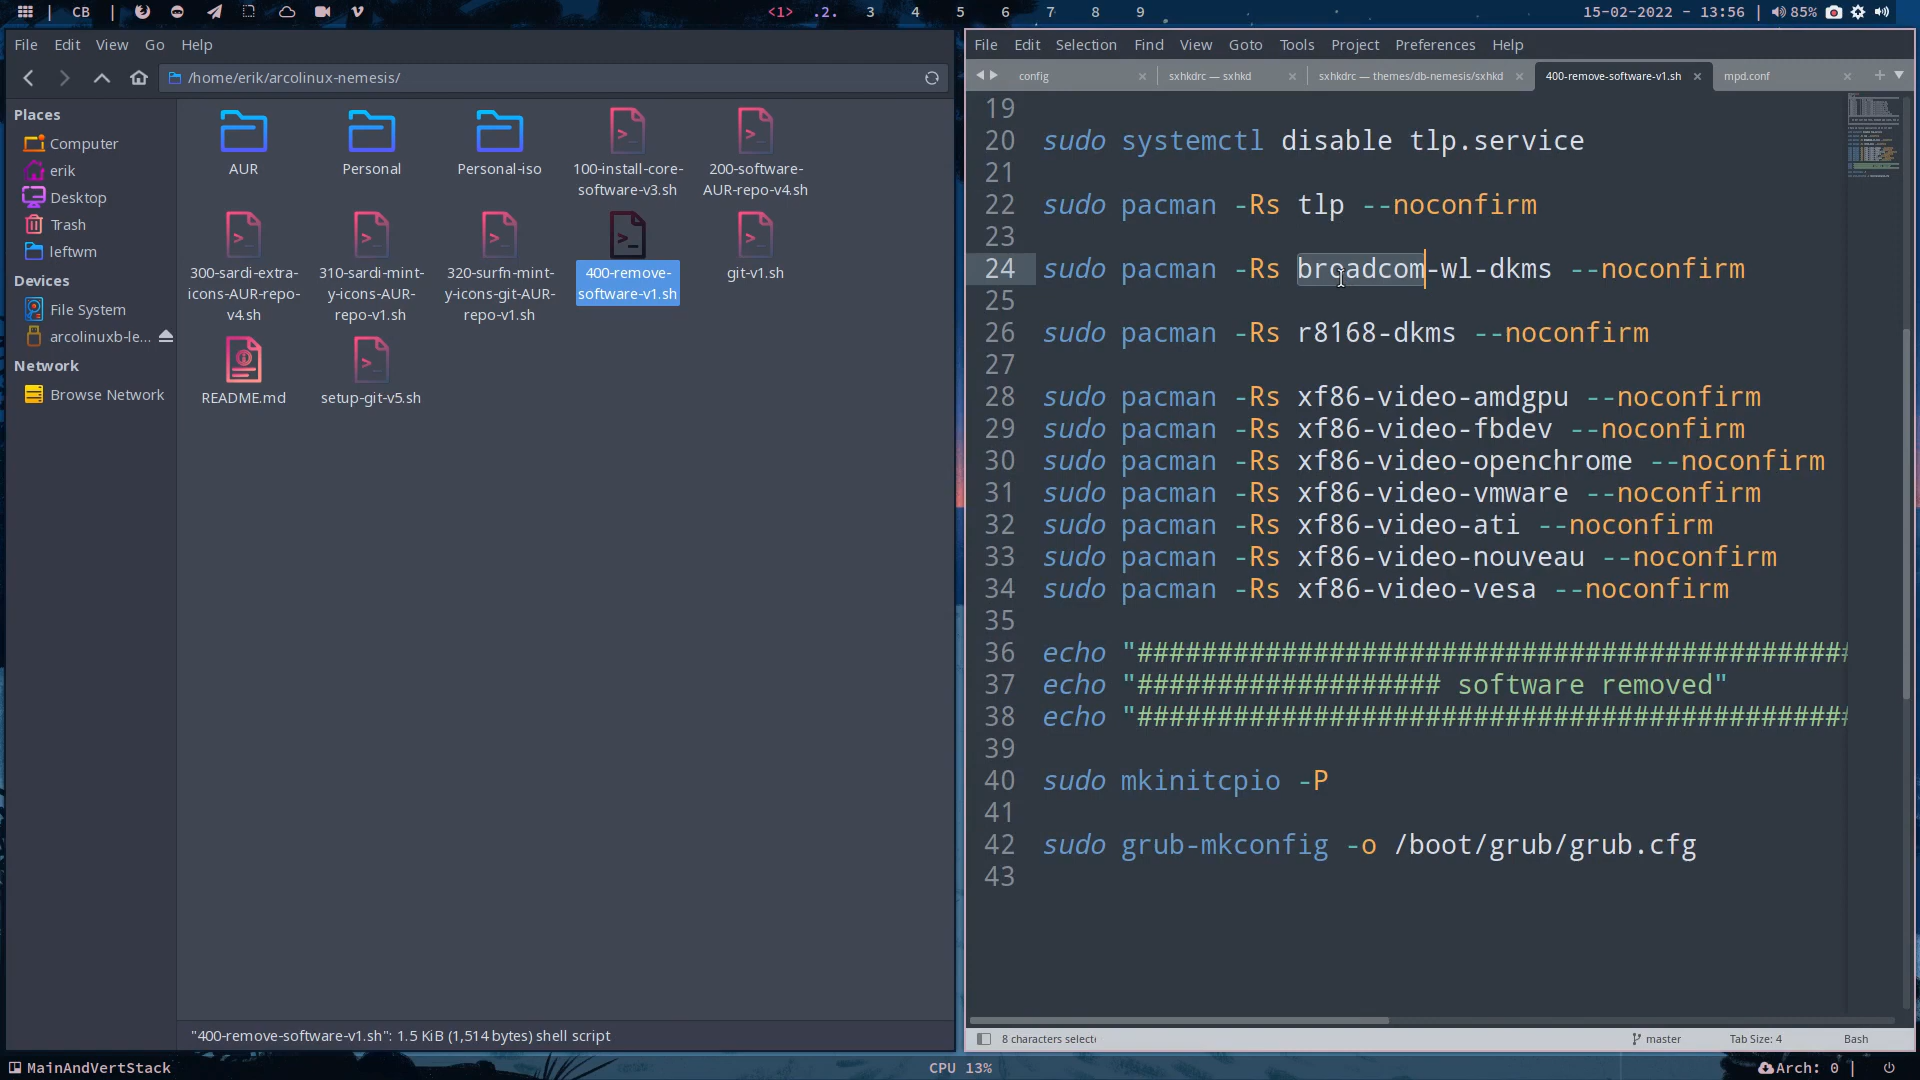 CB
<1> .2. 3 4 5 6 7 8 9
15-02-2022 - 13:56 | 85%
File Edit View Go Help
/home/erik/arcolinux-nemesis/
Places
Computer
erik
Desktop
Trash
leftwm
Devices
File System
arcolinuxb-le...
Network
Browse Network
AUR
Personal
Personal-iso
100-install-core-
software-v3.sh
200-software-
AUR-repo-v4.sh
300-sardi-extra-
icons-AUR-repo-
v4.sh
310-sardi-mint-
y-icons-AUR-
repo-v1.sh
320-surfn-mint-
y-icons-git-AUR-
repo-v1.sh
400-remove-
software-v1.sh
git-v1.sh
README.md
setup-git-v5.sh
"400-remove-software-v1.sh": 1.5 KiB (1,514 bytes) shell script
File Edit Selection Find View Goto Tools Project Preferences Help
config
sxhkdrc — sxhkd
sxhkdrc — themes/db-nemesis/sxhkd
400-remove-software-v1.sh
mpd.conf
19
20 sudo systemctl disable tlp.service
21
22 sudo pacman -Rs tlp --noconfirm
23
24 sudo pacman -Rs broadcom-wl-dkms --noconfirm
25
26 sudo pacman -Rs r8168-dkms --noconfirm
27
28 sudo pacman -Rs xf86-video-amdgpu --noconfirm
29 sudo pacman -Rs xf86-video-fbdev --noconfirm
30 sudo pacman -Rs xf86-video-openchrome --noconfirm
31 sudo pacman -Rs xf86-video-vmware --noconfirm
32 sudo pacman -Rs xf86-video-ati --noconfirm
33 sudo pacman -Rs xf86-video-nouveau --noconfirm
34 sudo pacman -Rs xf86-video-vesa --noconfirm
35
36 echo "#############################################
37 echo "################### software removed"
38 echo "#############################################
39
40 sudo mkinitcpio -P
41
42 sudo grub-mkconfig -o /boot/grub/grub.cfg
43
8 characters select
master
Tab Size: 4
Bash
MainAndVertStack
CPU 13%
Arch: 0 |